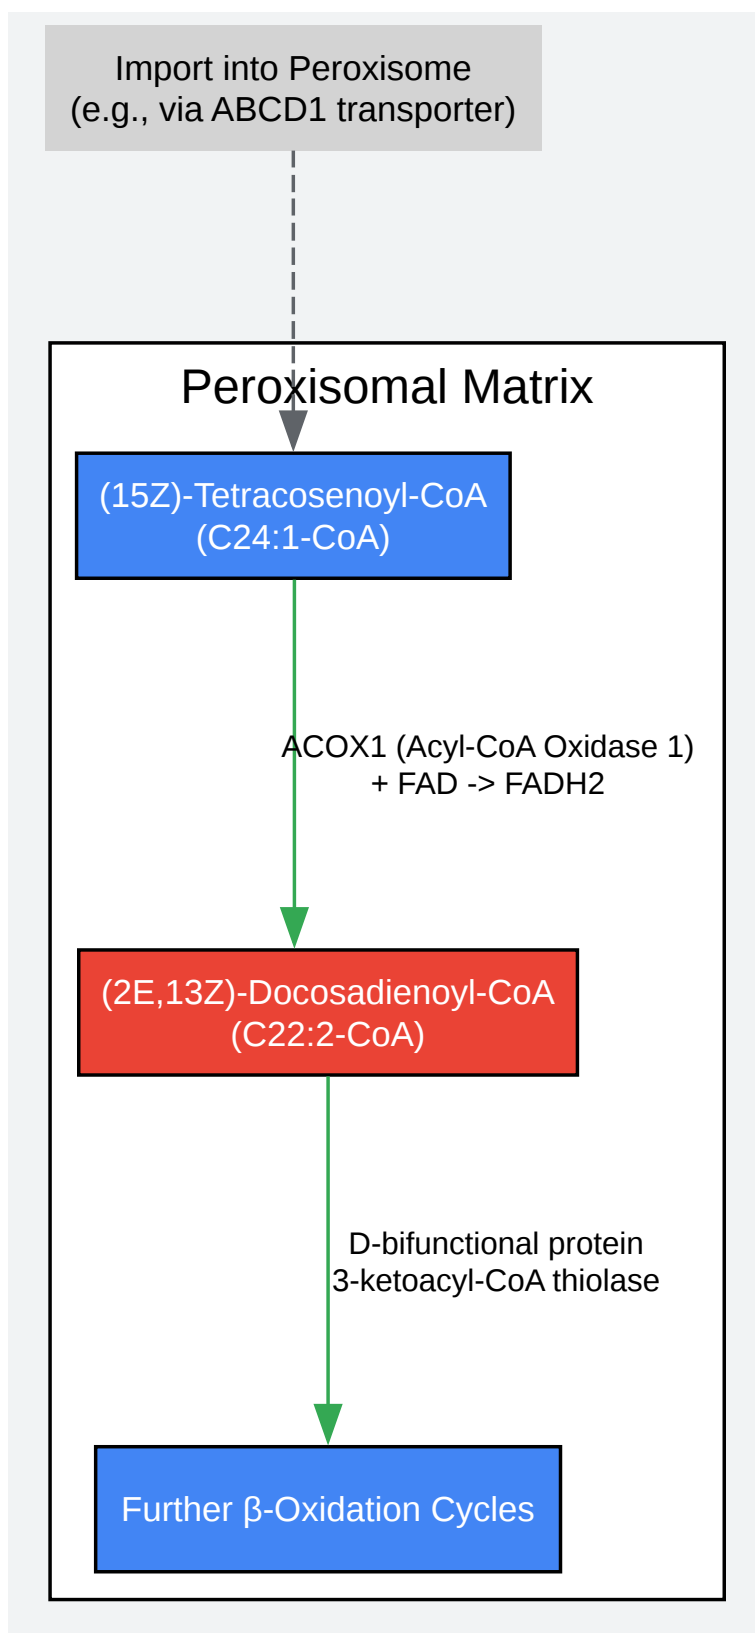 Import into Peroxisome
(e.g., via ABCD1 transporter)
Peroxisomal Matrix
(15Z)-Tetracosenoyl-CoA
(C24:1-CoA)
ACOX1 (Acyl-CoA Oxidase 1)
+ FAD -> FADH2
(2E,13Z)-Docosadienoyl-CoA
(C22:2-CoA)
D-bifunctional protein
3-ketoacyl-CoA thiolase
Further β-Oxidation Cycles